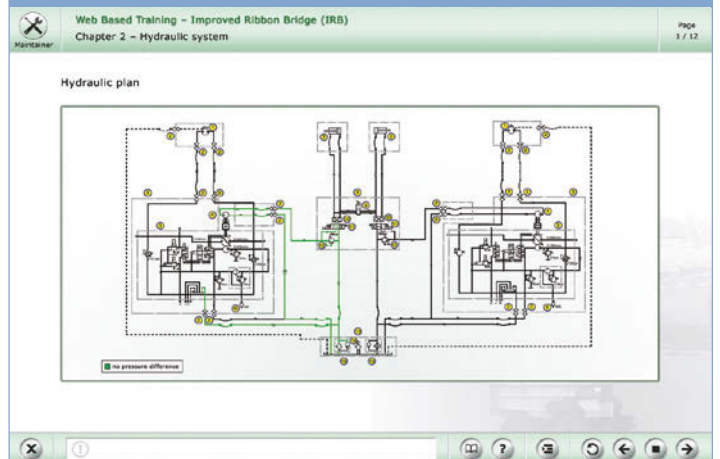 Web Based Training – Improved Ribbon Bridge (IRB)
Chapter 2 – Hydraulic system
Page
1 / 12
Maintainer
Hydraulic plan
no pressure difference